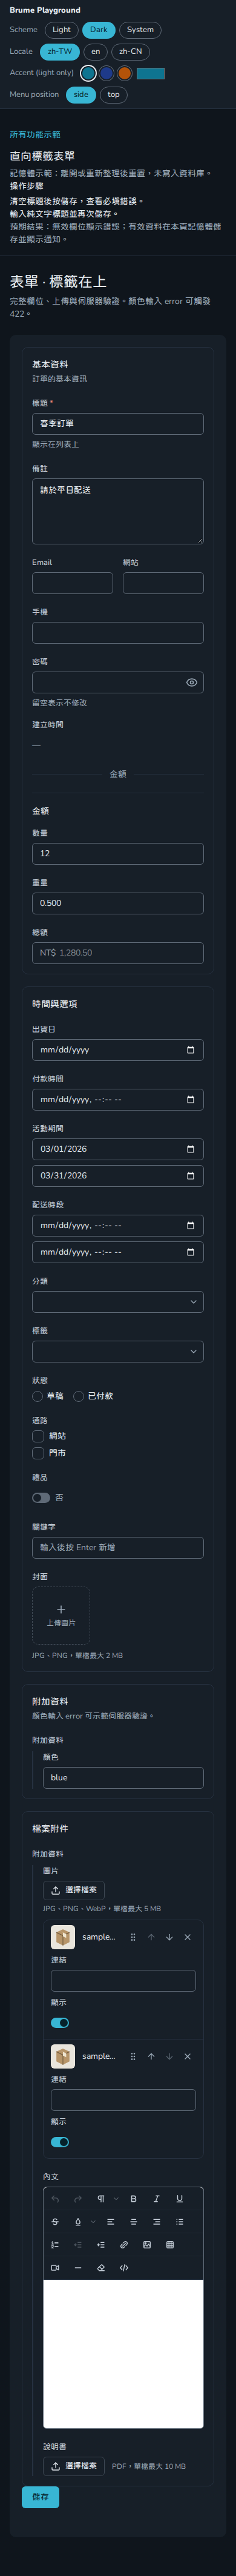 Brume Playground
Scheme Light Dark System
Locale zh-TW en zh-CN
Accent (light only)
Menu position side top
所有功能示範
直向標籤表單
記憶體示範：離開或重新整理後重置，未寫入資料庫。
操作步驟
清空標題後按儲存，查看必填錯誤。
輸入純文字標題並再次儲存。
預期結果：無效欄位顯示錯誤；有效資料在本頁記憶體儲
存並顯示通知。
表單 · 標籤在上
完整欄位、上傳與伺服器驗證。顏色輸入 error 可觸發
422。
基本資料
訂單的基本資訊
標題 *
春季訂單
顯示在列表上
備註
請於平日配送
Email 網站
手機
密碼
留空表示不修改
建立時間
—
金額
金額
數量
12
重量
0.500
總額
NT$ 1,280.50
時間與選項
出貨日
mm/dd/yyyy
付款時間
mm/dd/yyyy, --:-- --
活動期間
03/01/2026
03/31/2026
配送時段
mm/dd/yyyy, --:-- --
mm/dd/yyyy, --:-- --
分類
標籤
狀態
草稿 已付款
通路
網站
門市
禮品
否
關鍵字
輸入後按 Enter 新增
封面
上傳圖片
JPG、PNG，單檔最大 2 MB
附加資料
顏色輸入 error 可示範伺服器驗證。
附加資料
顏色
blue
檔案附件
附加資料
圖片
選擇檔案
JPG、PNG、WebP，單檔最大 5 MB
sample...
連結
顯示
sample...
連結
顯示
內文
說明書
選擇檔案 PDF，單檔最大 10 MB
儲存